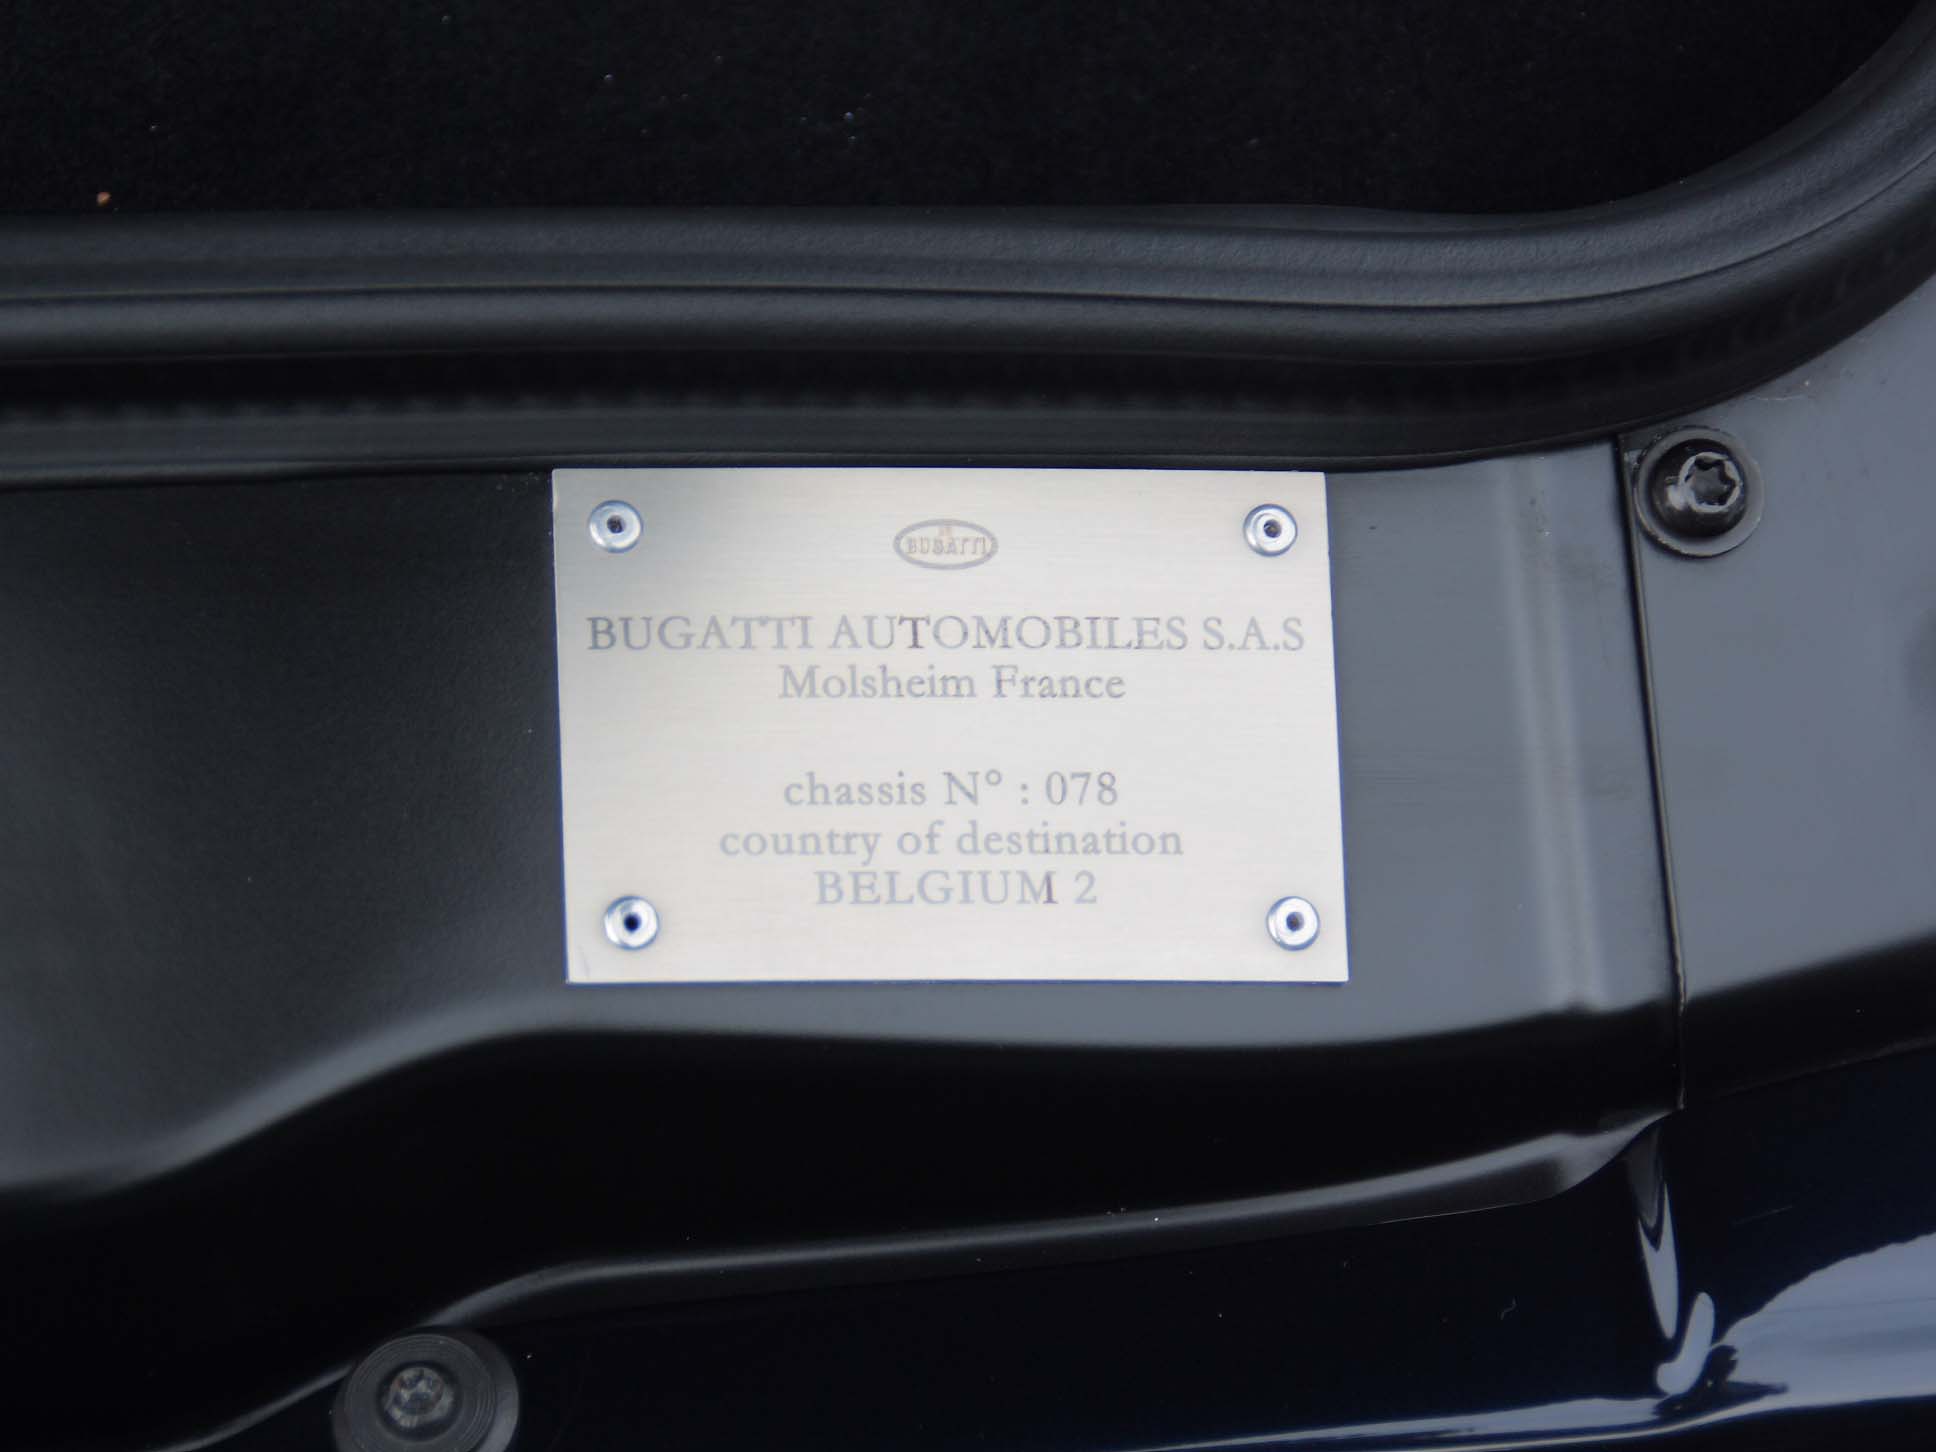 BUGATTI
BUGATTI AUTOMOBILES S.A.S
Molsheim France
chassis N° : 078
country of destination
BELGIUM 2